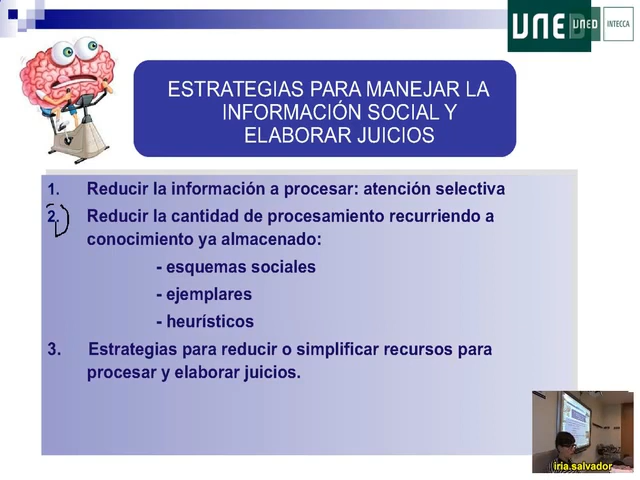 UNED
UNED
INTECCA
ESTRATEGIAS PARA MANEJAR LA
INFORMACIÓN SOCIAL Y
ELABORAR JUICIOS
1. Reducir la información a procesar: atención selectiva
2. Reducir la cantidad de procesamiento recurriendo a
conocimiento ya almacenado:
- esquemas sociales
- ejemplares
- heurísticos
3. Estrategias para reducir o simplificar recursos para
procesar y elaborar juicios.
iria.salvador